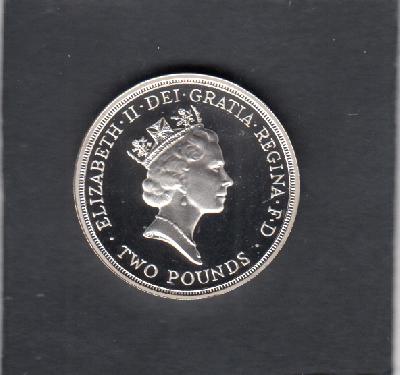 ELIZABETH·II·DEI·GRATIA·REGINA·F·D·
TWO POUNDS